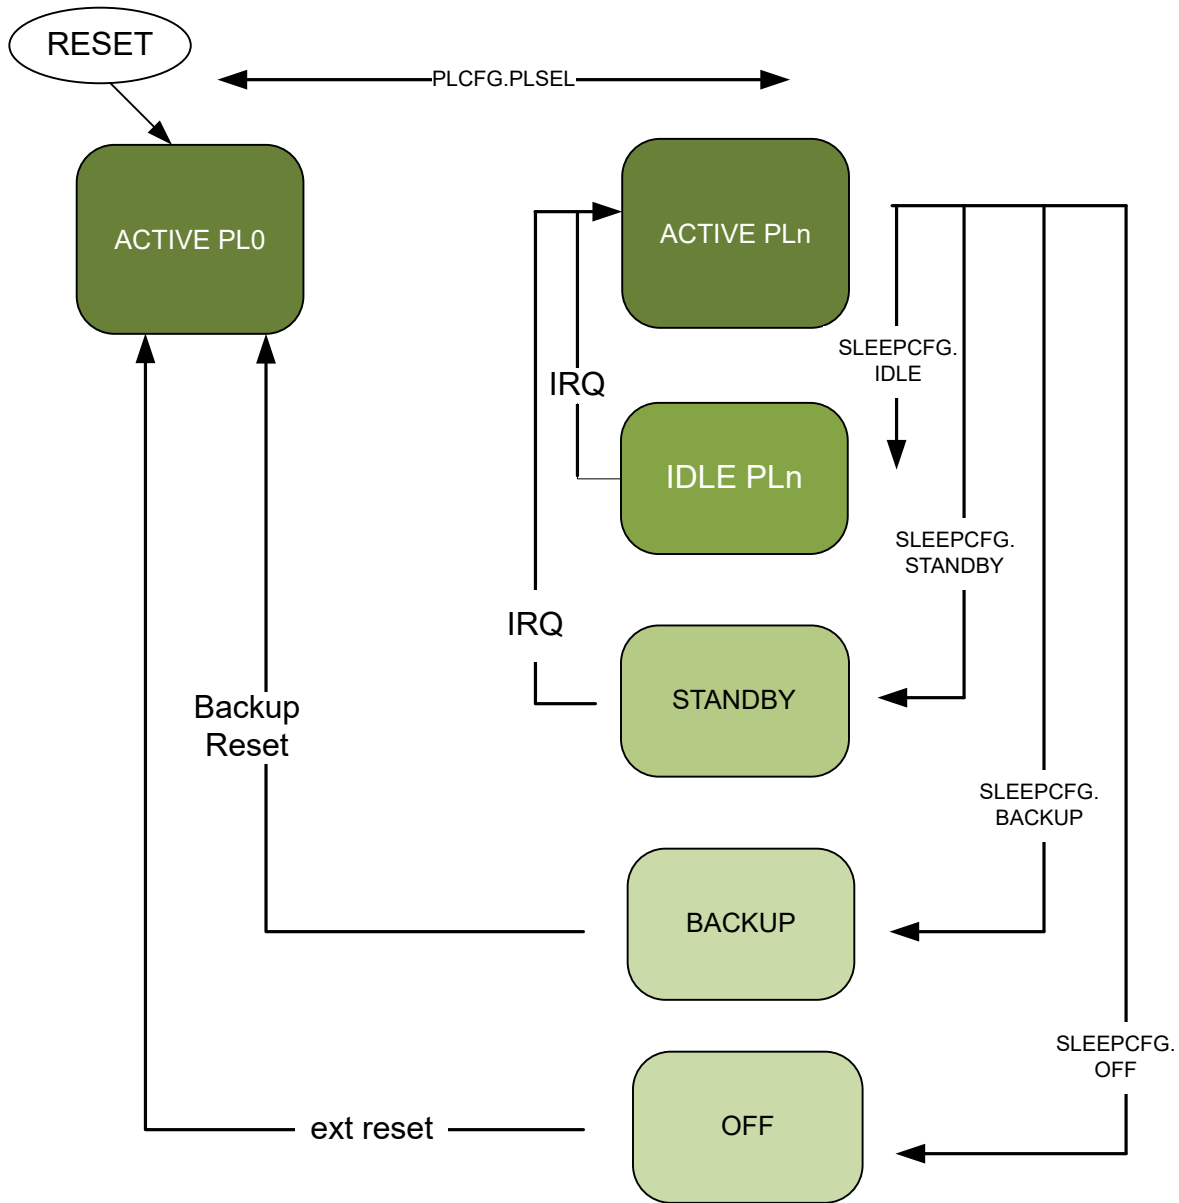 RESET
PLCFG.PLSEL
ACTIVE PL0
ACTIVE PLn
SLEEPCFG.
IDLE
IRQ
IDLE PLn
SLEEPCFG.
STANDBY
IRQ
STANDBY
Backup
Reset
SLEEPCFG.
BACKUP
BACKUP
SLEEPCFG.
OFF
ext reset
OFF